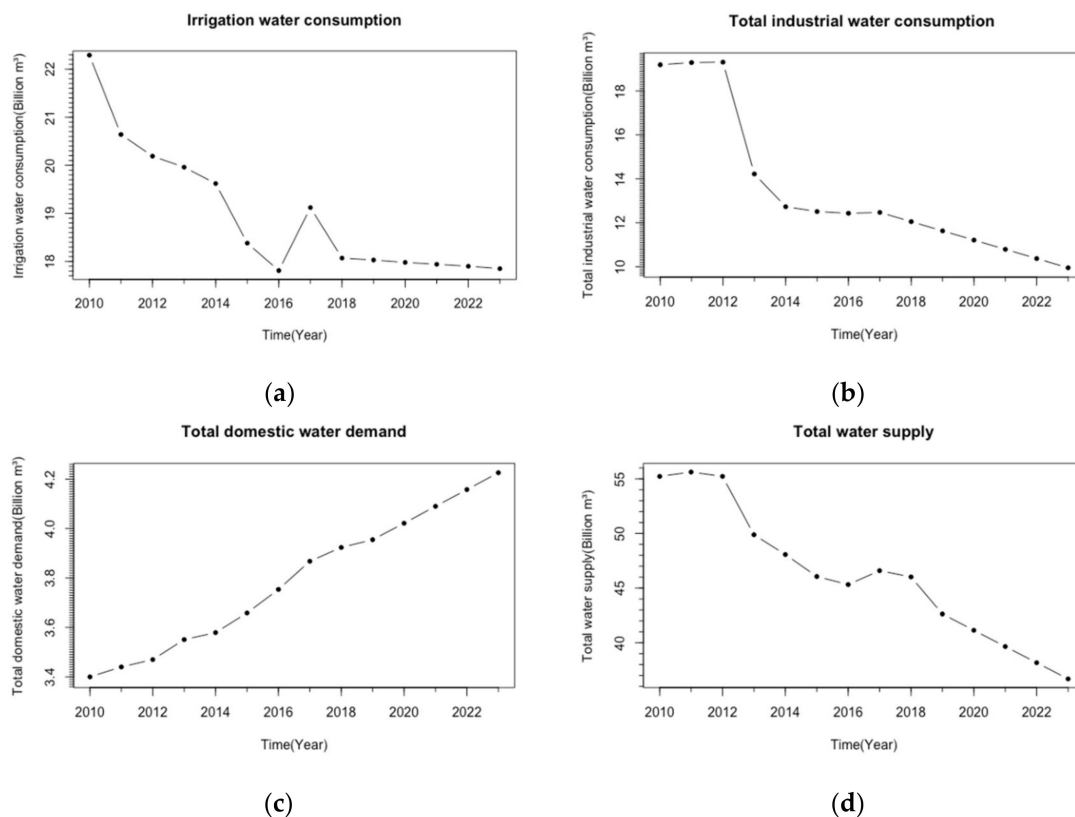 Irrigation water consumption
Irrigation water consumption(Billion m³)
22
21
20
19
18
2010 2012 2014 2016 2018 2020 2022
Time(Year)
(a)
Total industrial water consumption
Total industrial water consumption(Billion m³)
18
16
14
12
10
2010 2012 2014 2016 2018 2020 2022
Time(Year)
(b)
Total domestic water demand
Total domestic water demand(Billion m³)
4.2
4.0
3.8
3.6
3.4
2010 2012 2014 2016 2018 2020 2022
Time(Year)
(c)
Total water supply
Total water supply(Billion m³)
55
50
45
40
2010 2012 2014 2016 2018 2020 2022
Time(Year)
(d)